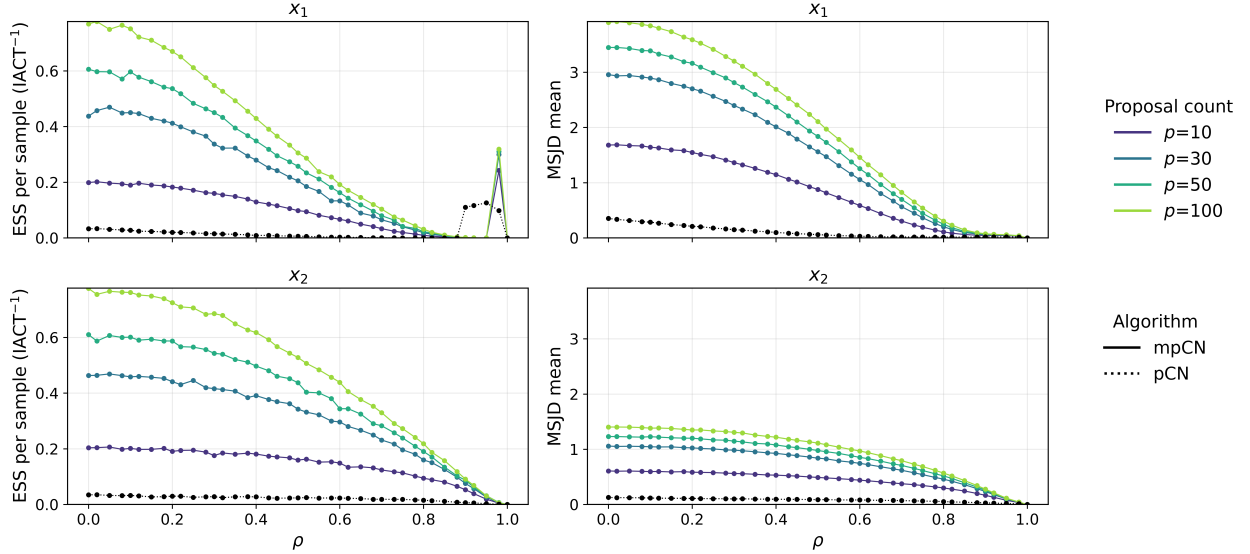 x₁
ESS per sample (IACT⁻¹)
0.6
0.4
0.2
0.0
x₁
MSJD mean
3
2
1
0
Proposal count
p=10
p=30
p=50
p=100
x₂
ESS per sample (IACT⁻¹)
0.6
0.4
0.2
0.0
0.0 0.2 0.4 0.6 0.8 1.0
ρ
x₂
MSJD mean
3
2
1
0
0.0 0.2 0.4 0.6 0.8 1.0
ρ
Algorithm
mpCN
pCN